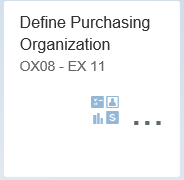 Define Purchasing
Organization
OX08 - EX 11
S
...